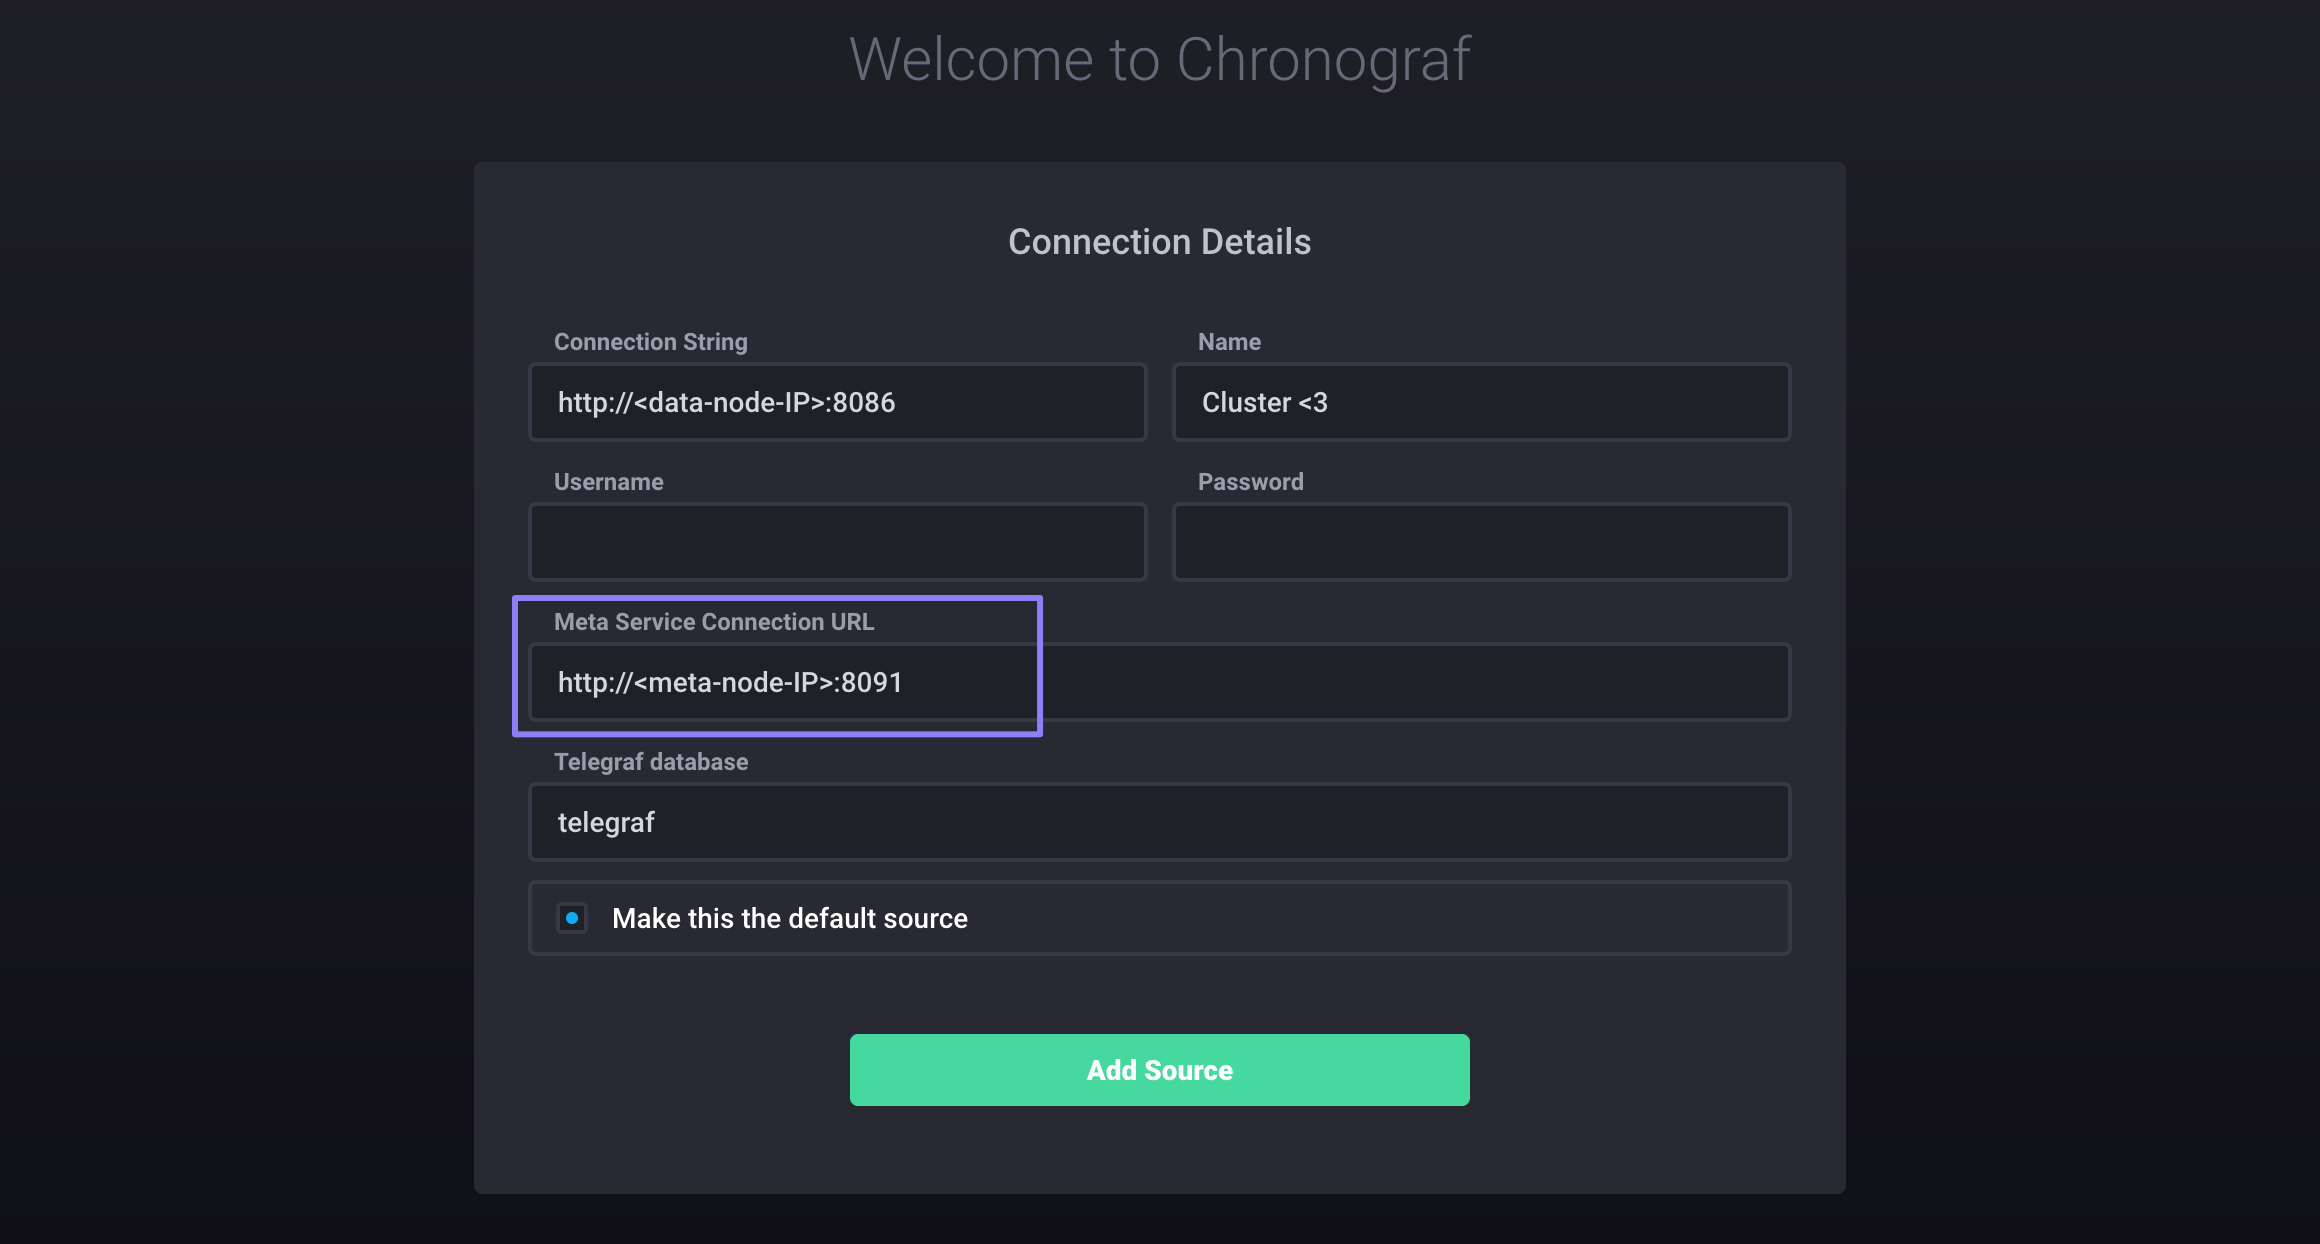 Welcome to Chronograf
Connection Details
Connection String
Name
http://<data-node-IP>:8086
Cluster <3
Username
Password
Meta Service Connection URL
http://<meta-node-IP>:8091
Telegraf database
telegraf
Make this the default source
Add Source